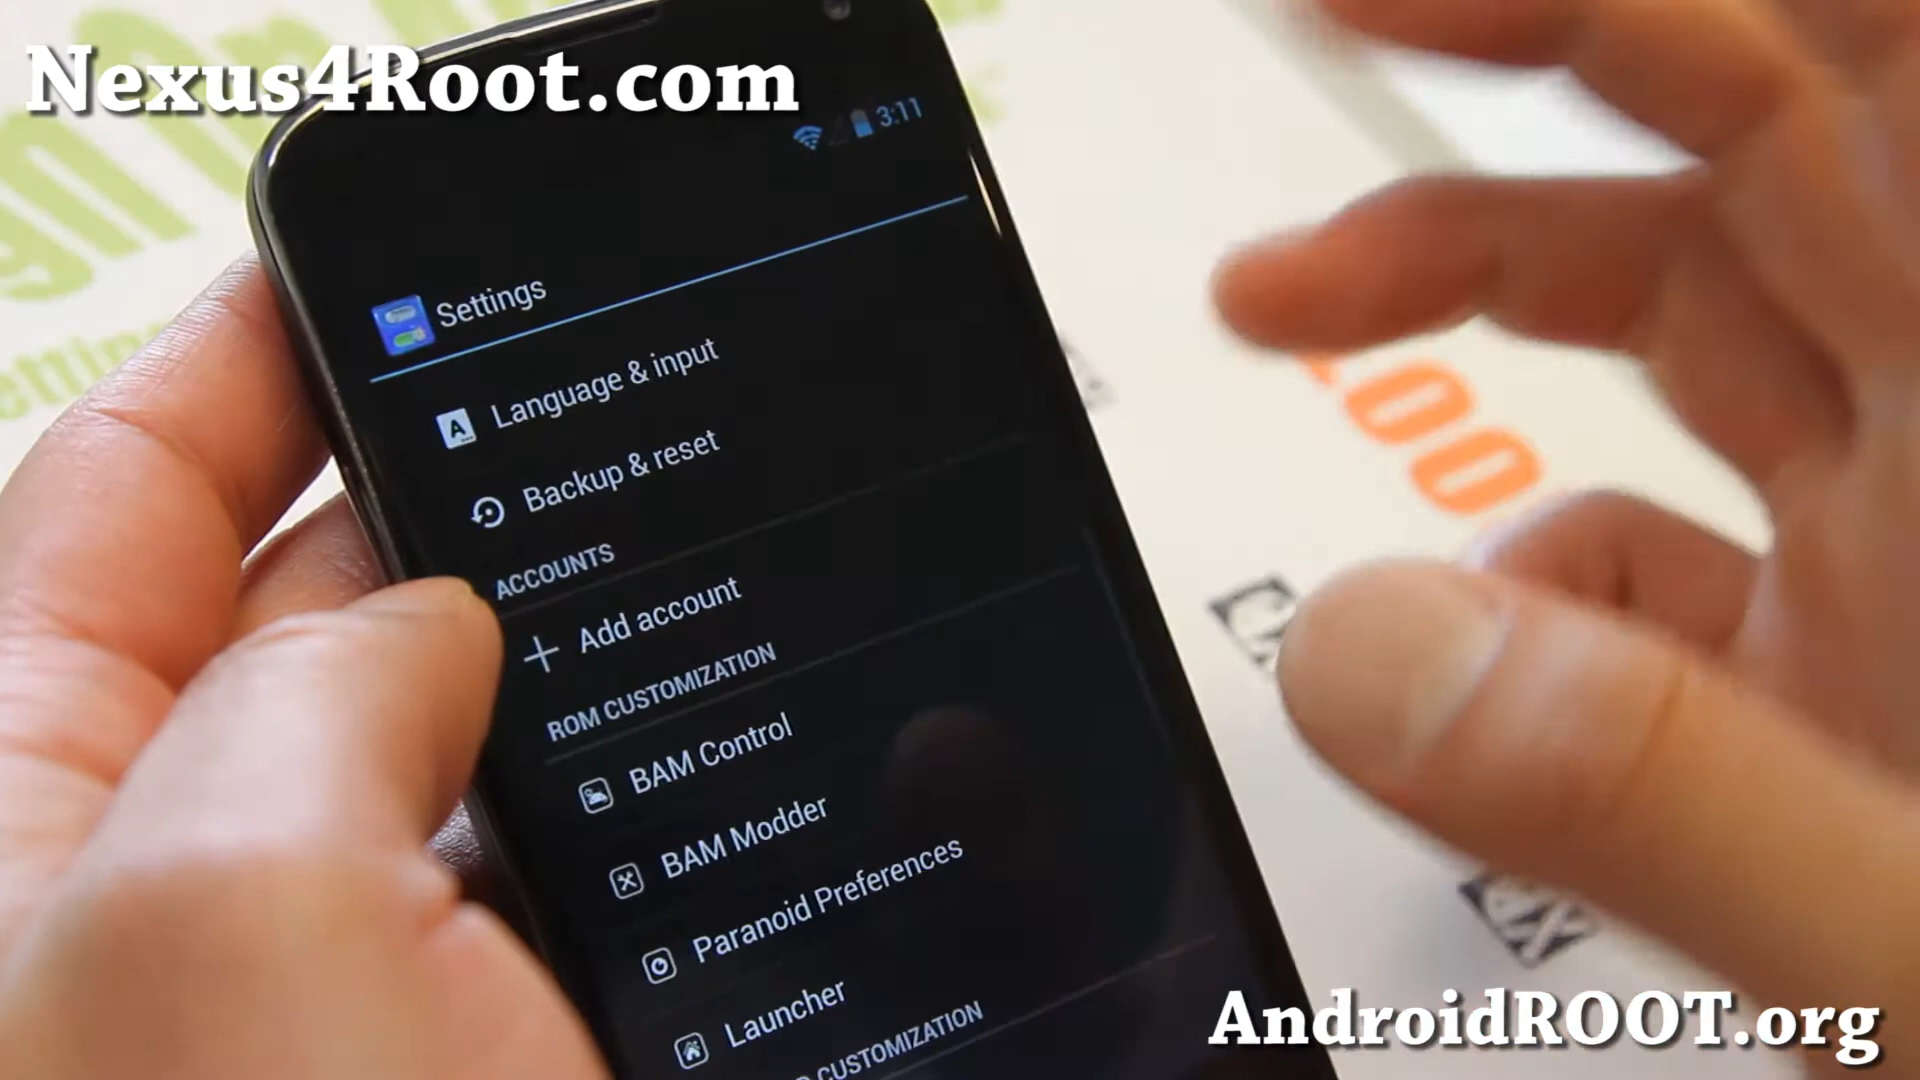 Nexus4Root.com
3:11
Settings
Language & input
Backup & reset
ACCOUNTS
Add account
ROM CUSTOMIZATION
BAM Control
BAM Modder
Paranoid Preferences
Launcher
CUSTOMIZATION
AndroidROOT.org